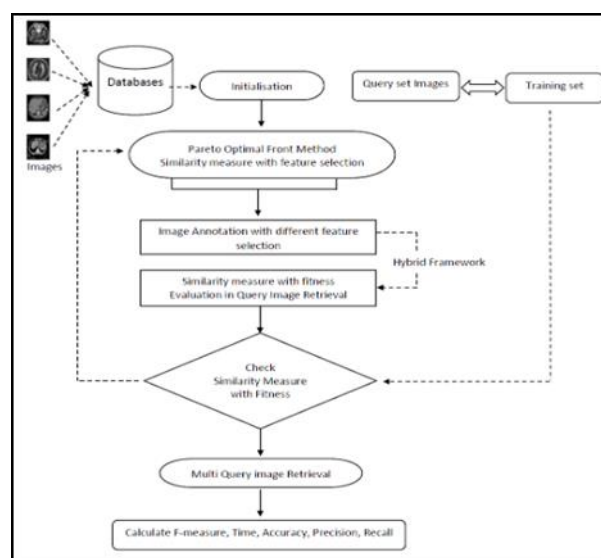 Databases
Images
Initialisation
Query set Images
Training set
Pareto Optimal Front Method
Similarity measure with feature selection
Image Annotation with different feature
selection
Hybrid Framework
Similarity measure with fitness
Evaluation in Query Image Retrieval
Check
Similarity Measure
with Fitness
Multi Query image Retrieval
Calculate F-measure, Time, Accuracy, Precision, Recall